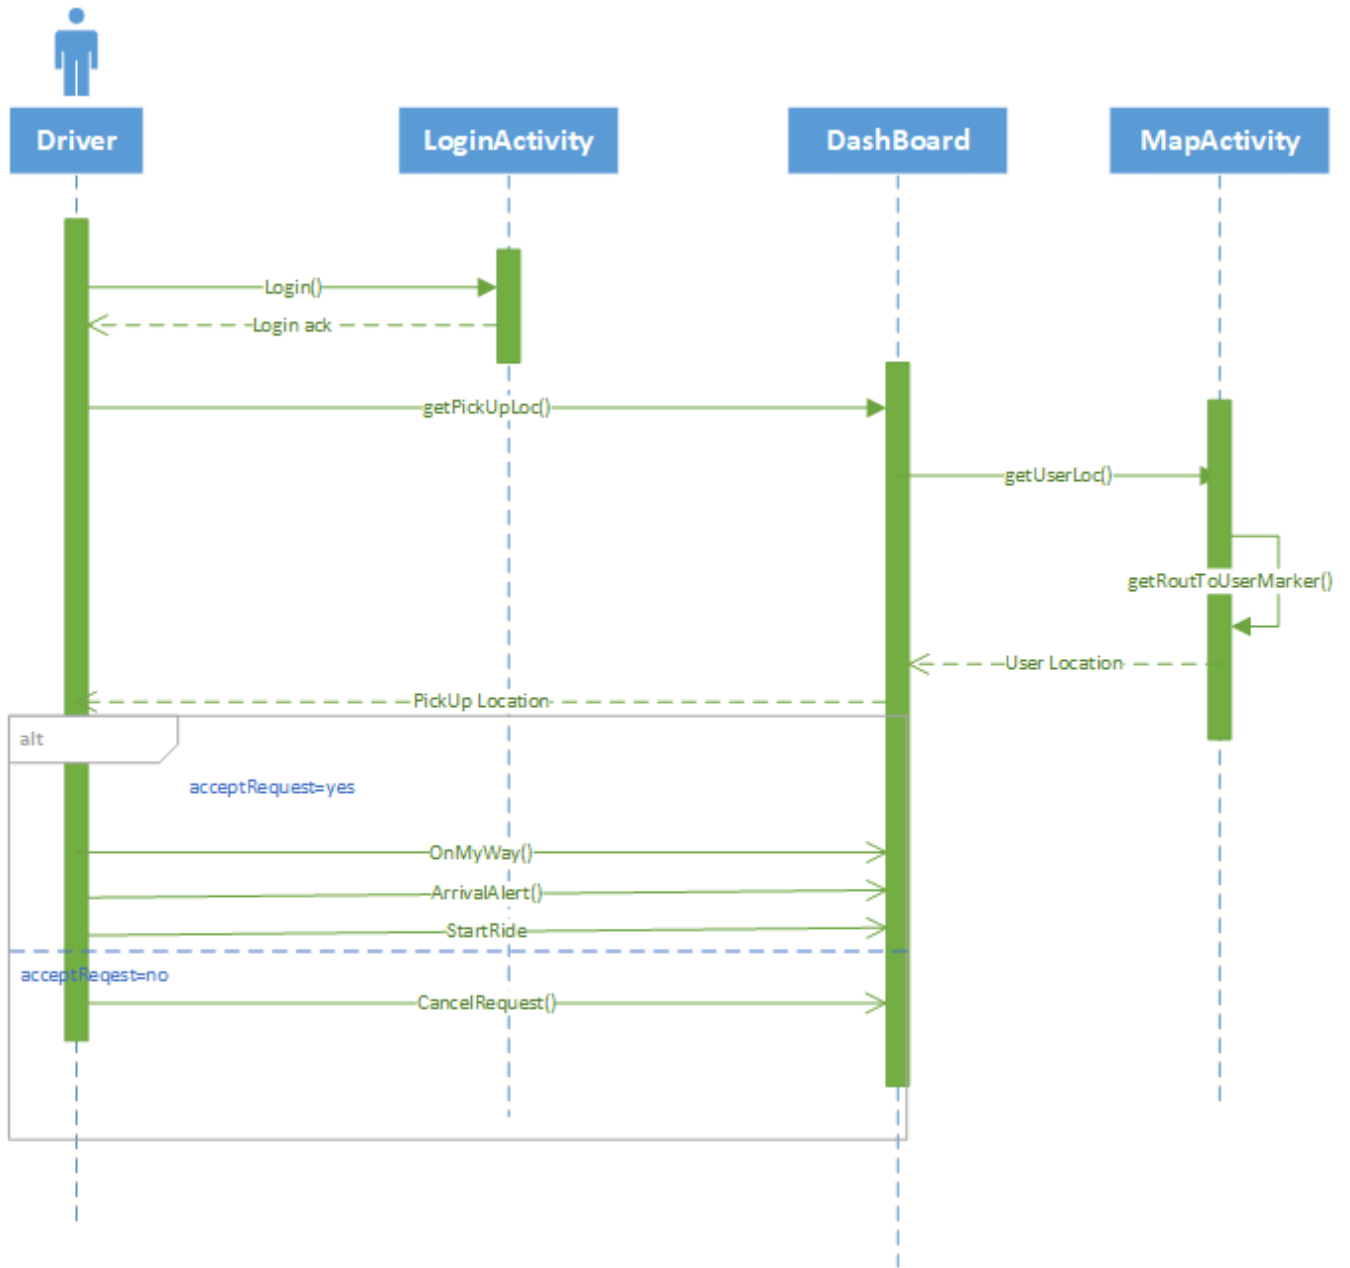 Driver
LoginActivity
DashBoard
MapActivity
Login()
Login ack
getPickUpLoc()
getUserLoc()
getRoutToUserMarker()
User Location
PickUp Location
alt
acceptRequest=yes
OnMyWay()
ArrivalAlert()
StartRide
acceptReqest=no
CancelRequest()